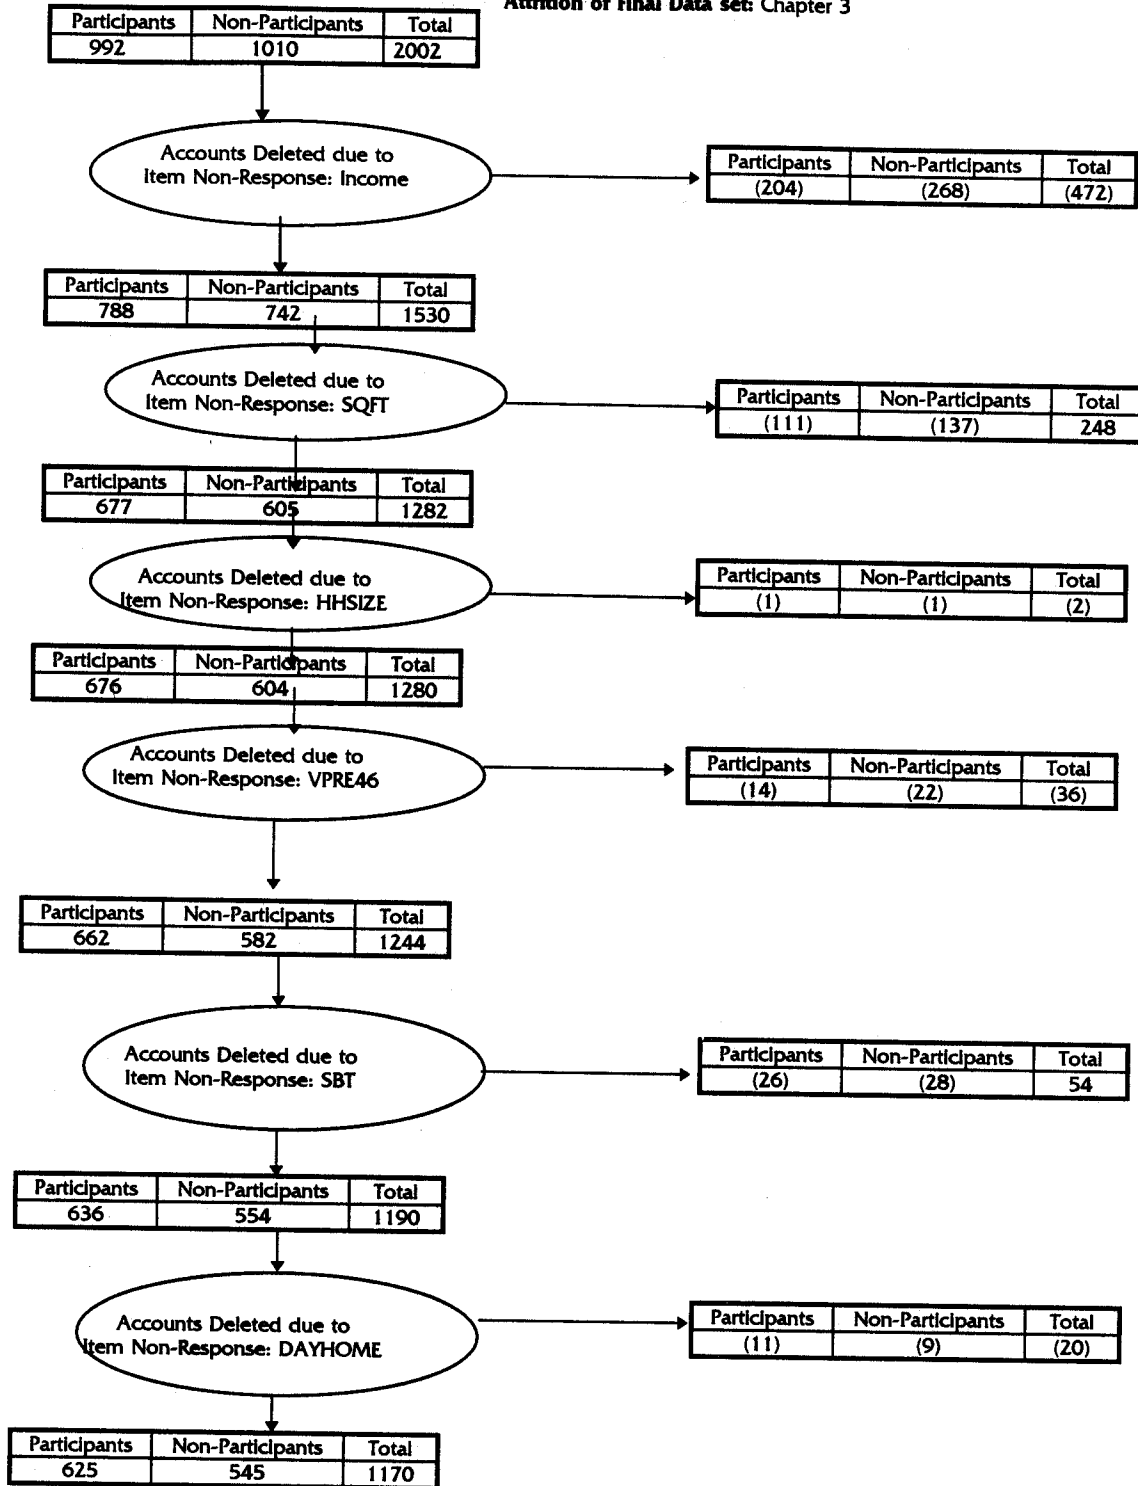 Attrition of Final Data set: Chapter 3
Participants Non-Participants Total
992 1010 2002
Accounts Deleted due to
Item Non-Response: Income
Participants Non-Participants Total
(204) (268) (472)
Participants Non-Participants Total
788 742 1530
Accounts Deleted due to
Item Non-Response: SQFT
Participants Non-Participants Total
(111) (137) 248
Participants Non-Participants Total
677 605 1282
Accounts Deleted due to
Item Non-Response: HHSIZE
Participants Non-Participants Total
(1) (1) (2)
Participants Non-Participants Total
676 604 1280
Accounts Deleted due to
Item Non-Response: VPRE46
Participants Non-Participants Total
(14) (22) (36)
Participants Non-Participants Total
662 582 1244
Accounts Deleted due to
Item Non-Response: SBT
Participants Non-Participants Total
(26) (28) 54
Participants Non-Participants Total
636 554 1190
Accounts Deleted due to
Item Non-Response: DAYHOME
Participants Non-Participants Total
(11) (9) (20)
Participants Non-Participants Total
625 545 1170